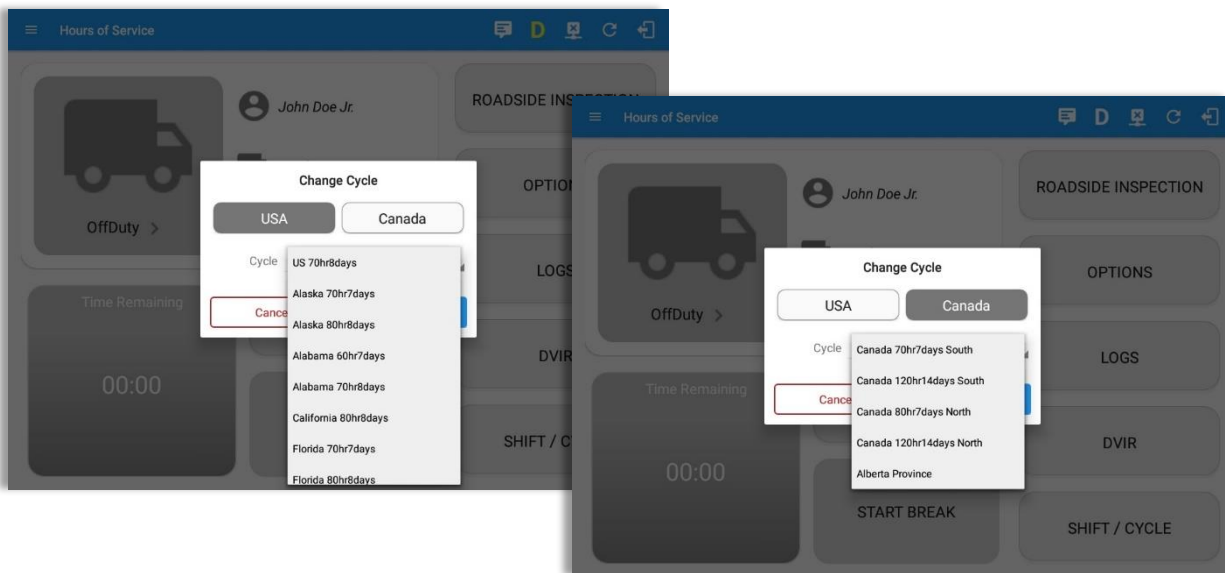 Hours of Service
D
John Doe Jr.
ROADSIDE INSPECTION
OffDuty >
Change Cycle
USA
Canada
Cycle
US 70hr8days
Alaska 70hr7days
Alaska 80hr8days
Alabama 60hr7days
Alabama 70hr8days
California 80hr8days
Florida 70hr7days
Florida 80hr8days
Cance
Time Remaining
00:00
OPTION
LOGS
DVIR
SHIFT / C
Hours of Service
D
John Doe Jr.
ROADSIDE INSPECTION
OffDuty >
Change Cycle
USA
Canada
Cycle
Canada 70hr7days South
Canada 120hr14days South
Canada 80hr7days North
Canada 120hr14days North
Alberta Province
Cance
Time Remaining
00:00
START BREAK
OPTIONS
LOGS
DVIR
SHIFT / CYCLE